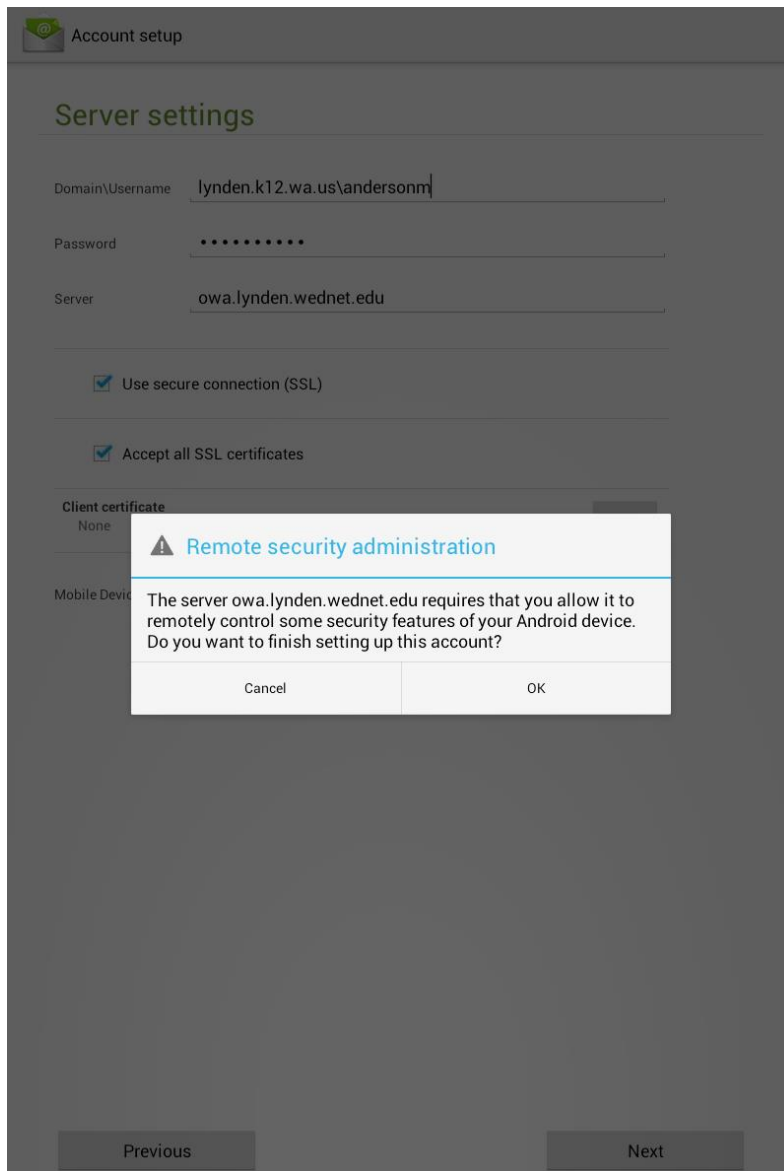 Account setup
Server settings
Domain\Username lynden.k12.wa.us\andersonm
Password ••••••••••
Server owa.lynden.wednet.edu
Use secure connection (SSL)
Accept all SSL certificates
Client certificate
None
Remote security administration
Mobile Devic
The server owa.lynden.wednet.edu requires that you allow it to
remotely control some security features of your Android device.
Do you want to finish setting up this account?
Cancel OK
Previous Next